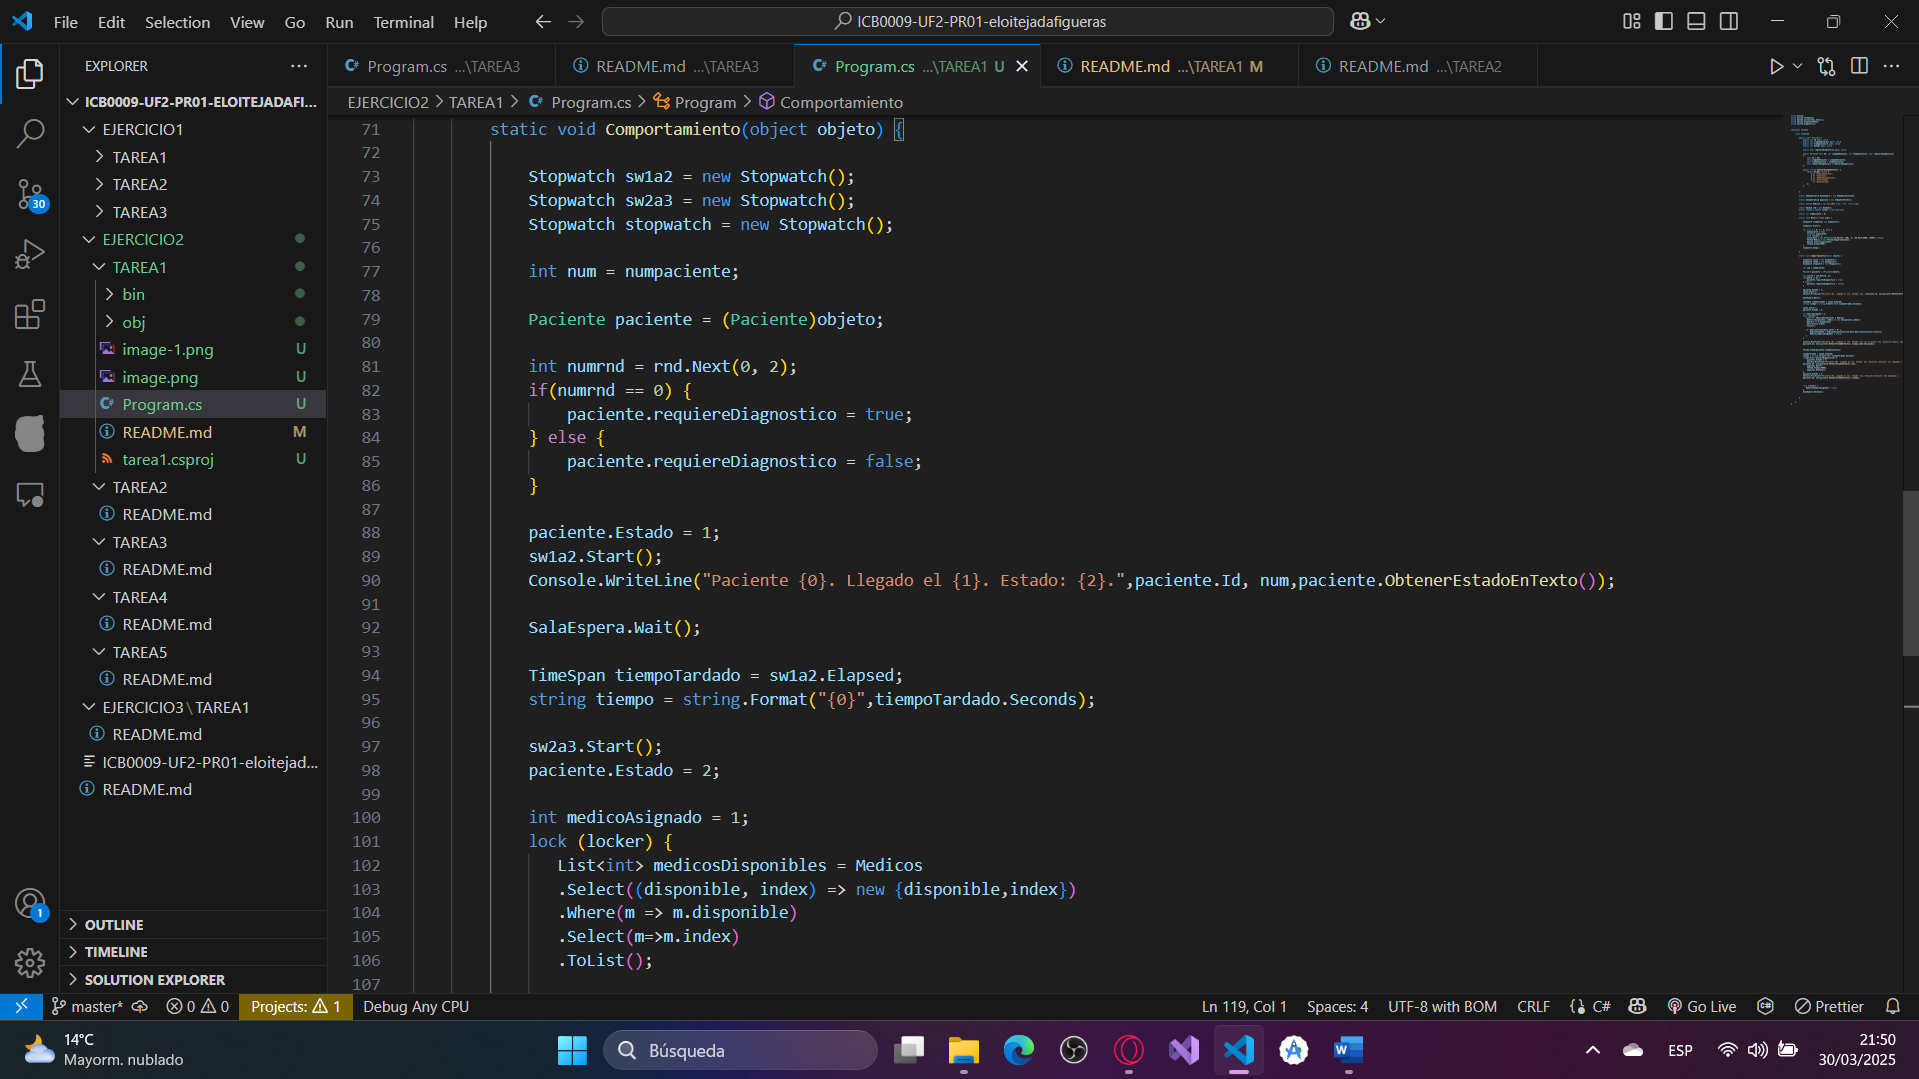 File Edit Selection View Go Run Terminal Help
ICB0009-UF2-PR01-eloitejadafigueras
EXPLORER
Program.cs ...\TAREA3
README.md ...\TAREA3
Program.cs ...\TAREA1 U
README.md ...\TAREA1 M
README.md ...\TAREA2
ICB0009-UF2-PR01-ELOITEJADAFI...
EJERCICIO1
TAREA1
TAREA2
TAREA3
EJERCICIO2
TAREA1
bin
obj
image-1.png U
image.png U
Program.cs U
README.md M
tarea1.csproj U
TAREA2
README.md
TAREA3
README.md
TAREA4
README.md
TAREA5
README.md
EJERCICIO3\TAREA1
README.md
ICB0009-UF2-PR01-eloitejad...
README.md
OUTLINE
TIMELINE
SOLUTION EXPLORER
30
1
EJERCICIO2 > TAREA1 > Program.cs > Program > Comportamiento
71 static void Comportamiento(object objeto) {
72
73 Stopwatch sw1a2 = new Stopwatch();
74 Stopwatch sw2a3 = new Stopwatch();
75 Stopwatch stopwatch = new Stopwatch();
76
77 int num = numpaciente;
78
79 Paciente paciente = (Paciente)objeto;
80
81 int numrnd = rnd.Next(0, 2);
82 if(numrnd == 0) {
83 paciente.requiereDiagnostico = true;
84 } else {
85 paciente.requiereDiagnostico = false;
86 }
87
88 paciente.Estado = 1;
89 sw1a2.Start();
90 Console.WriteLine("Paciente {0}. Llegado el {1}. Estado: {2}.",paciente.Id, num,paciente.ObtenerEstadoEnTexto());
91
92 SalaEspera.Wait();
93
94 TimeSpan tiempoTardado = sw1a2.Elapsed;
95 string tiempo = string.Format("{0}",tiempoTardado.Seconds);
96
97 sw2a3.Start();
98 paciente.Estado = 2;
99
100 int medicoAsignado = 1;
101 lock (locker) {
102 List<int> medicosDisponibles = Medicos
103 .Select((disponible, index) => new {disponible,index})
104 .Where(m => m.disponible)
105 .Select(m=>m.index)
106 .ToList();
107
master* 0 0 Projects: 1 Debug Any CPU
Ln 119, Col 1 Spaces: 4 UTF-8 with BOM CRLF {} C# Go Live Prettier
14°C
Mayorm. nublado
Búsqueda
ESP
21:50
30/03/2025